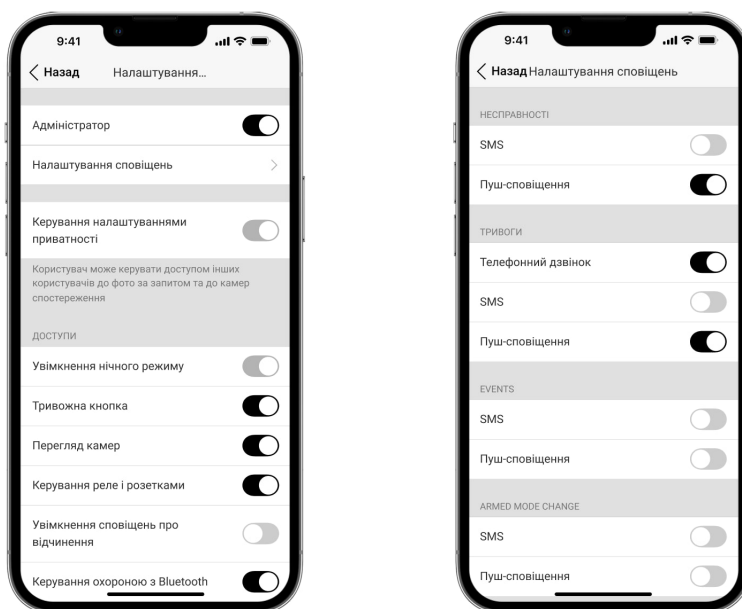 9:41
Назад Налаштування...
Адміністратор
Налаштування сповіщень
Керування налаштуваннями
приватності
Користувач може керувати доступом інших
користувачів до фото за запитом та до камер
спостереження
ДОСТУПИ
Увімкнення нічного режиму
Тривожна кнопка
Перегляд камер
Керування реле і розетками
Увімкнення сповіщень про
відчинення
Керування охороною з Bluetooth
9:41
Назад Налаштування сповіщень
НЕСПРАВНОСТІ
SMS
Пуш-сповіщення
ТРИВОГИ
Телефонний дзвінок
SMS
Пуш-сповіщення
EVENTS
SMS
Пуш-сповіщення
ARMED MODE CHANGE
SMS
Пуш-сповіщення